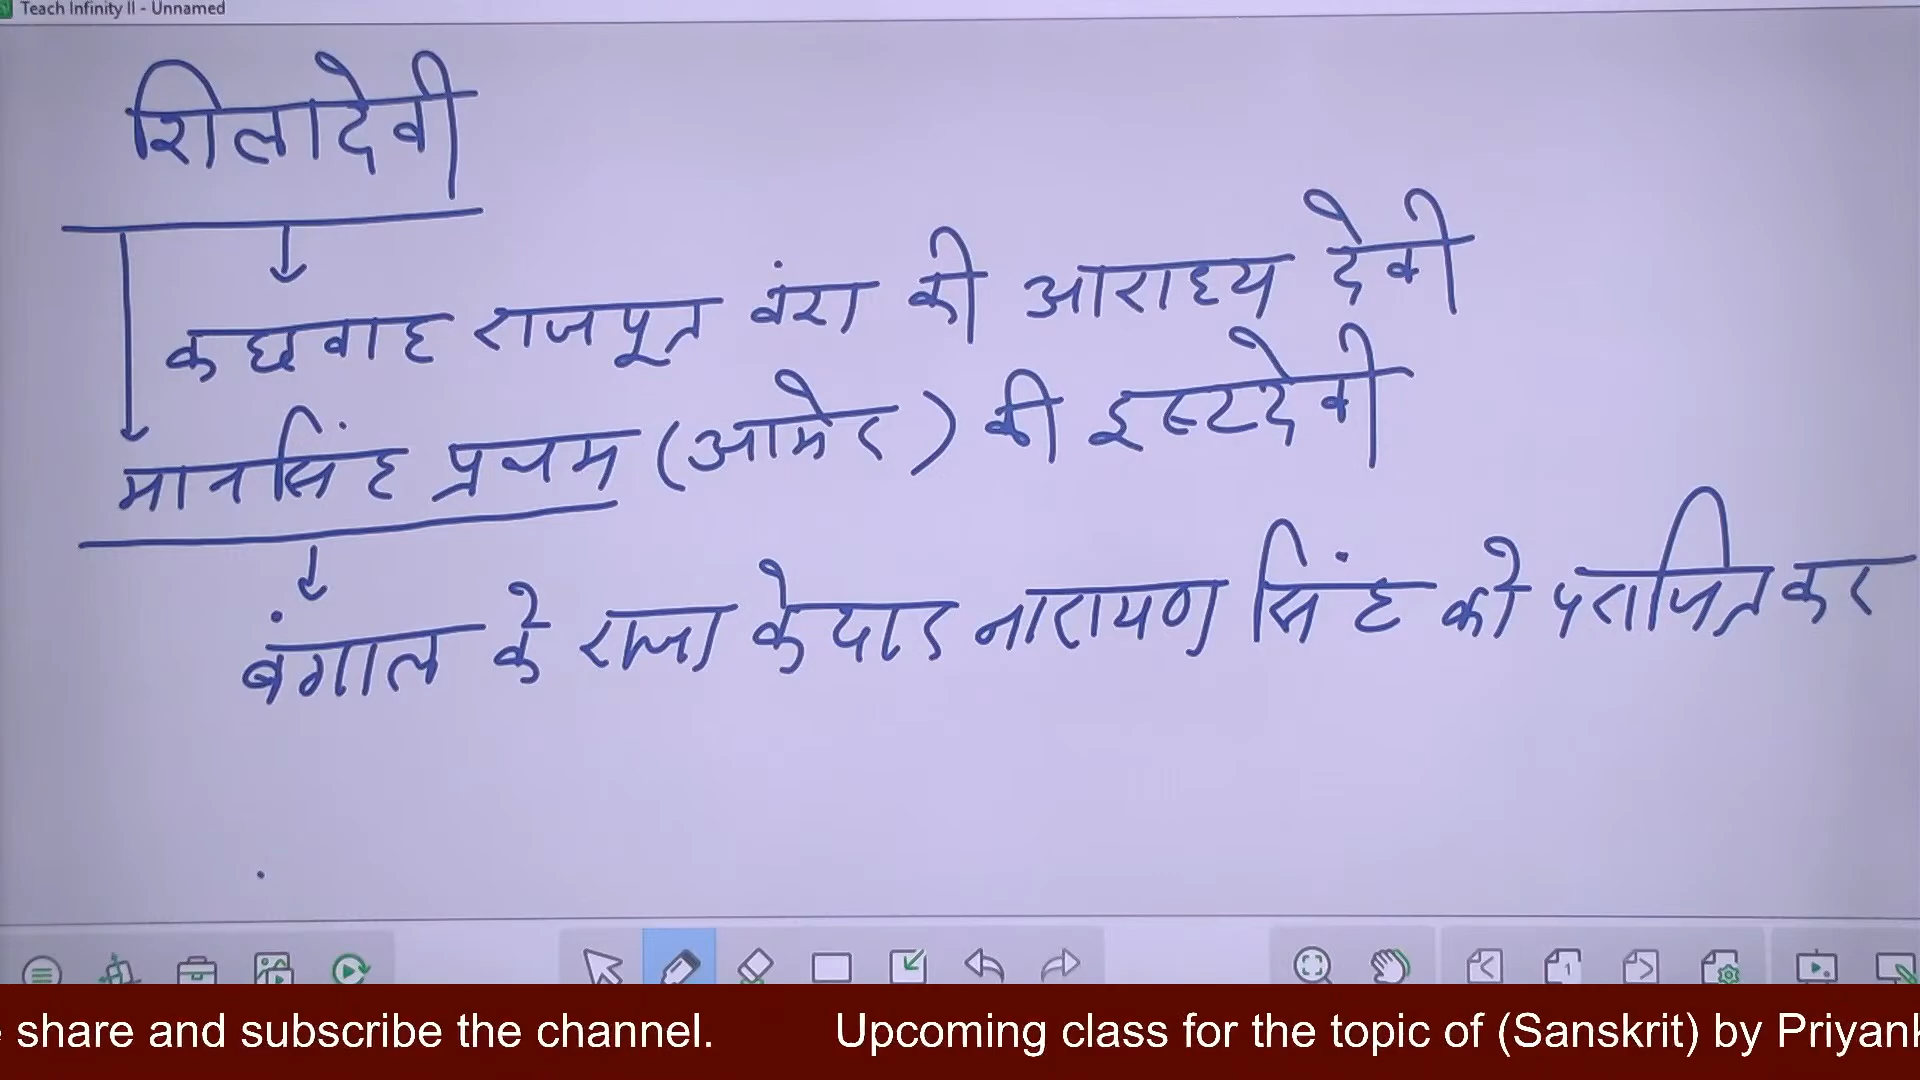 Teach Infinity II - Unnamed
शिलादेवी
कछवाह राजपूत वंश की आराध्य देवी
मानसिंह प्रथम (आमेर) की इष्टदेवी
बंगाल के राजा केदार नारायण सिंह को पराजित कर
1
share and subscribe the channel. Upcoming class for the topic of (Sanskrit) by Priyank